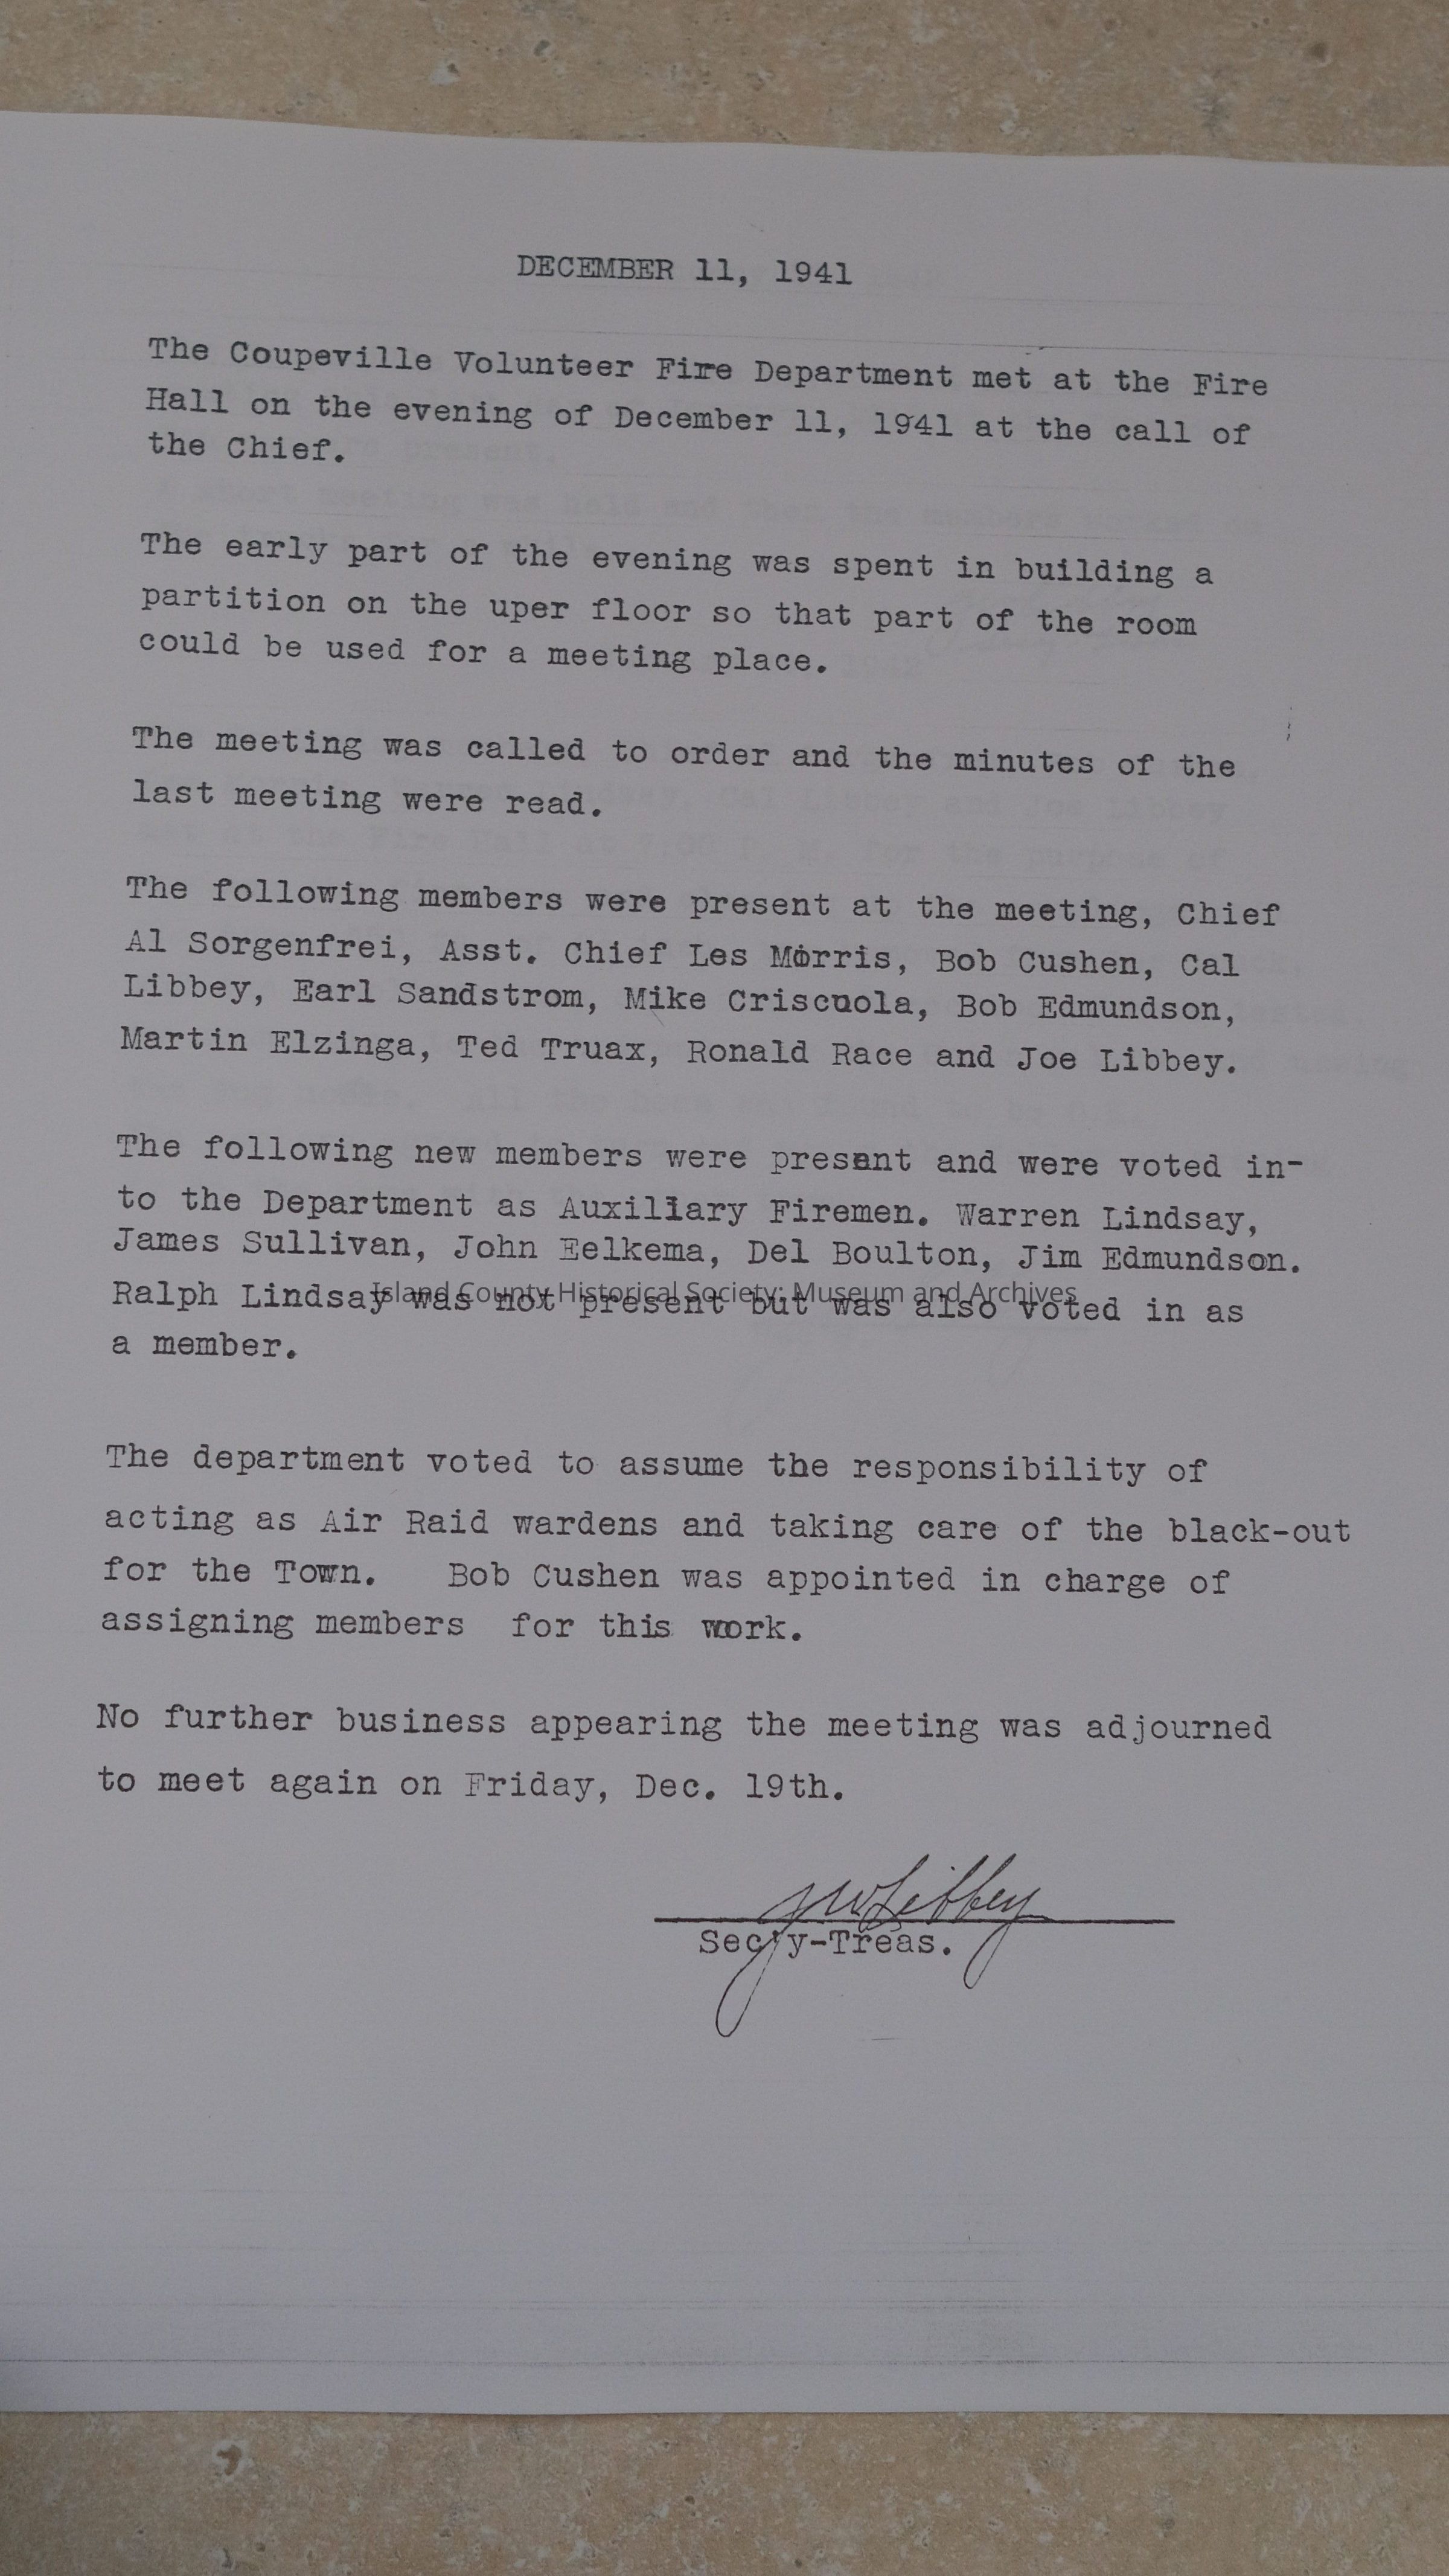 DECEMBER 11, 1941
The Coupeville Volunteer Fire Department met at the Fire
Hall on the evening of December 11, 1941 at the call of
the Chief.
The early part of the evening was spent in building a
partition on the uper floor so that part of the room
could be used for a meeting place.
The meeting was called to order and the minutes of the
last meeting were read.
The following members were present at the meeting, Chief
Al Sorgenfrei, Asst. Chief Les Morris, Bob Cushen, Cal
Libbey, Earl Sandstrom, Mike Criscuola, Bob Edmundson,
Martin Elzinga, Ted Truax, Ronald Race and Joe Libbey.
The following new members were present and were voted in-
to the Department as Auxiliary Firemen. Warren Lindsay,
James Sullivan, John Eelkema, Del Boulton, Jim Edmundson.
Ralph Lindsay was not present but was also voted in as
Island County Historical Society: Museum and Archives
a member.
The department voted to assume the responsibility of
acting as Air Raid wardens and taking care of the black-out
for the Town. Bob Cushen was appointed in charge of
assigning members for this work.
No further business appearing the meeting was adjourned
to meet again on Friday, Dec. 19th.
JW Libbey
Sec'y-Treas.